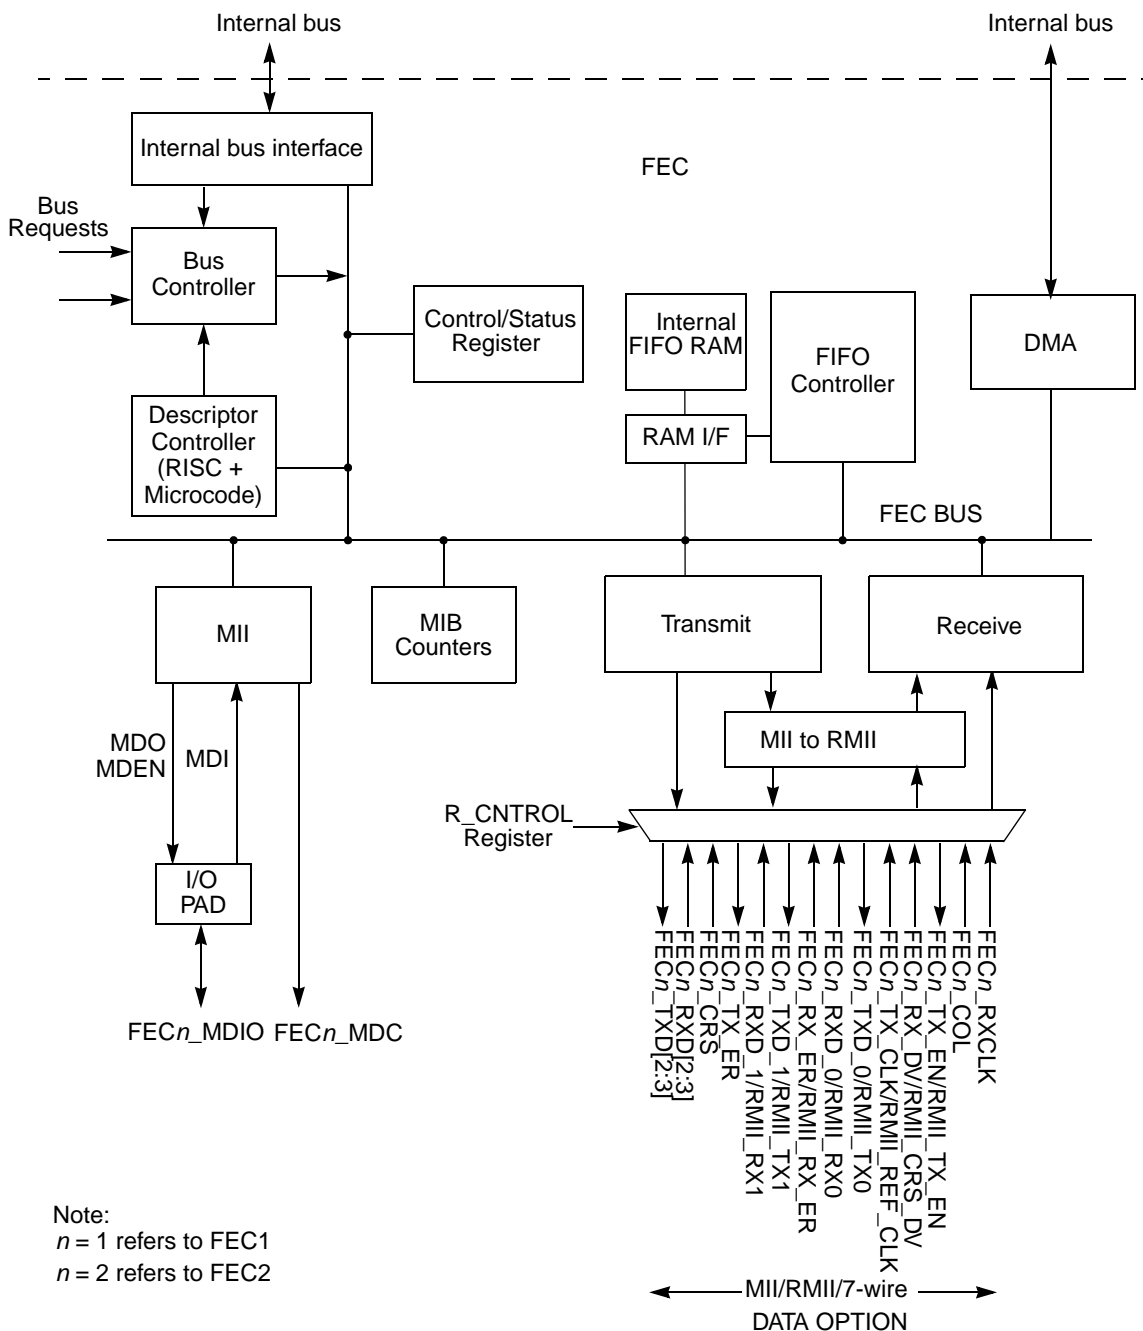 Internal bus
Internal bus
Internal bus interface
FEC
Bus
Requests
Bus
Controller
Control/Status
Register
Internal
FIFO RAM
FIFO
Controller
DMA
Descriptor
Controller
(RISC +
Microcode)
RAM I/F
FEC BUS
MII
MIB
Counters
Transmit
Receive
MDO
MDEN
MDI
MII to RMII
R_CNTROL
Register
I/O
PAD
FECn_MDIO
FECn_MDC
FECn_TXD[2:3]
FECn_RXD[2:3]
FECn_CRS
FECn_TX_ER
FECn_RXD_1/RMII_RX1
FECn_TXD_1/RMII_TX1
FECn_RX_ER/RMII_RX_ER
FECn_RXD_0/RMII_RX0
FECn_TXD_0/RMII_TX0
FECn_TX_CLK/RMII_REF_CLK
FECn_RX_DV/RMII_CRS_DV
FECn_TX_EN/RMII_TX_EN
FECn_COL
FECn_RXCLK
Note:
n = 1 refers to FEC1
n = 2 refers to FEC2
MII/RMII/7-wire
DATA OPTION